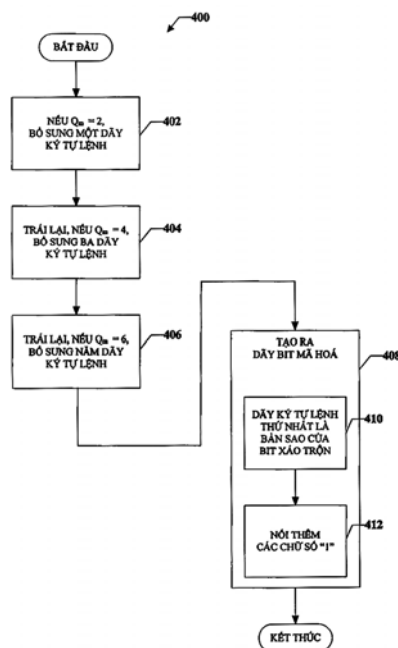 400
BẮT ĐẦU
NẾU Qm = 2,
BỔ SUNG MỘT DÃY
KÝ TỰ LỆNH
402
TRÁI LẠI, NẾU Qm = 4,
BỔ SUNG BA DÃY
KÝ TỰ LỆNH
404
TRÁI LẠI, NẾU Qm = 6,
BỔ SUNG NĂM DÃY
KÝ TỰ LỆNH
406
TẠO RA
DÃY BIT MÃ HOÁ
408
DÃY KÝ TỰ LỆNH
THỨ NHẤT LÀ
BẢN SAO CỦA
BIT XÁO TRỘN
410
NỐI THÊM
CÁC CHỮ SỐ "1"
412
KẾT THÚC